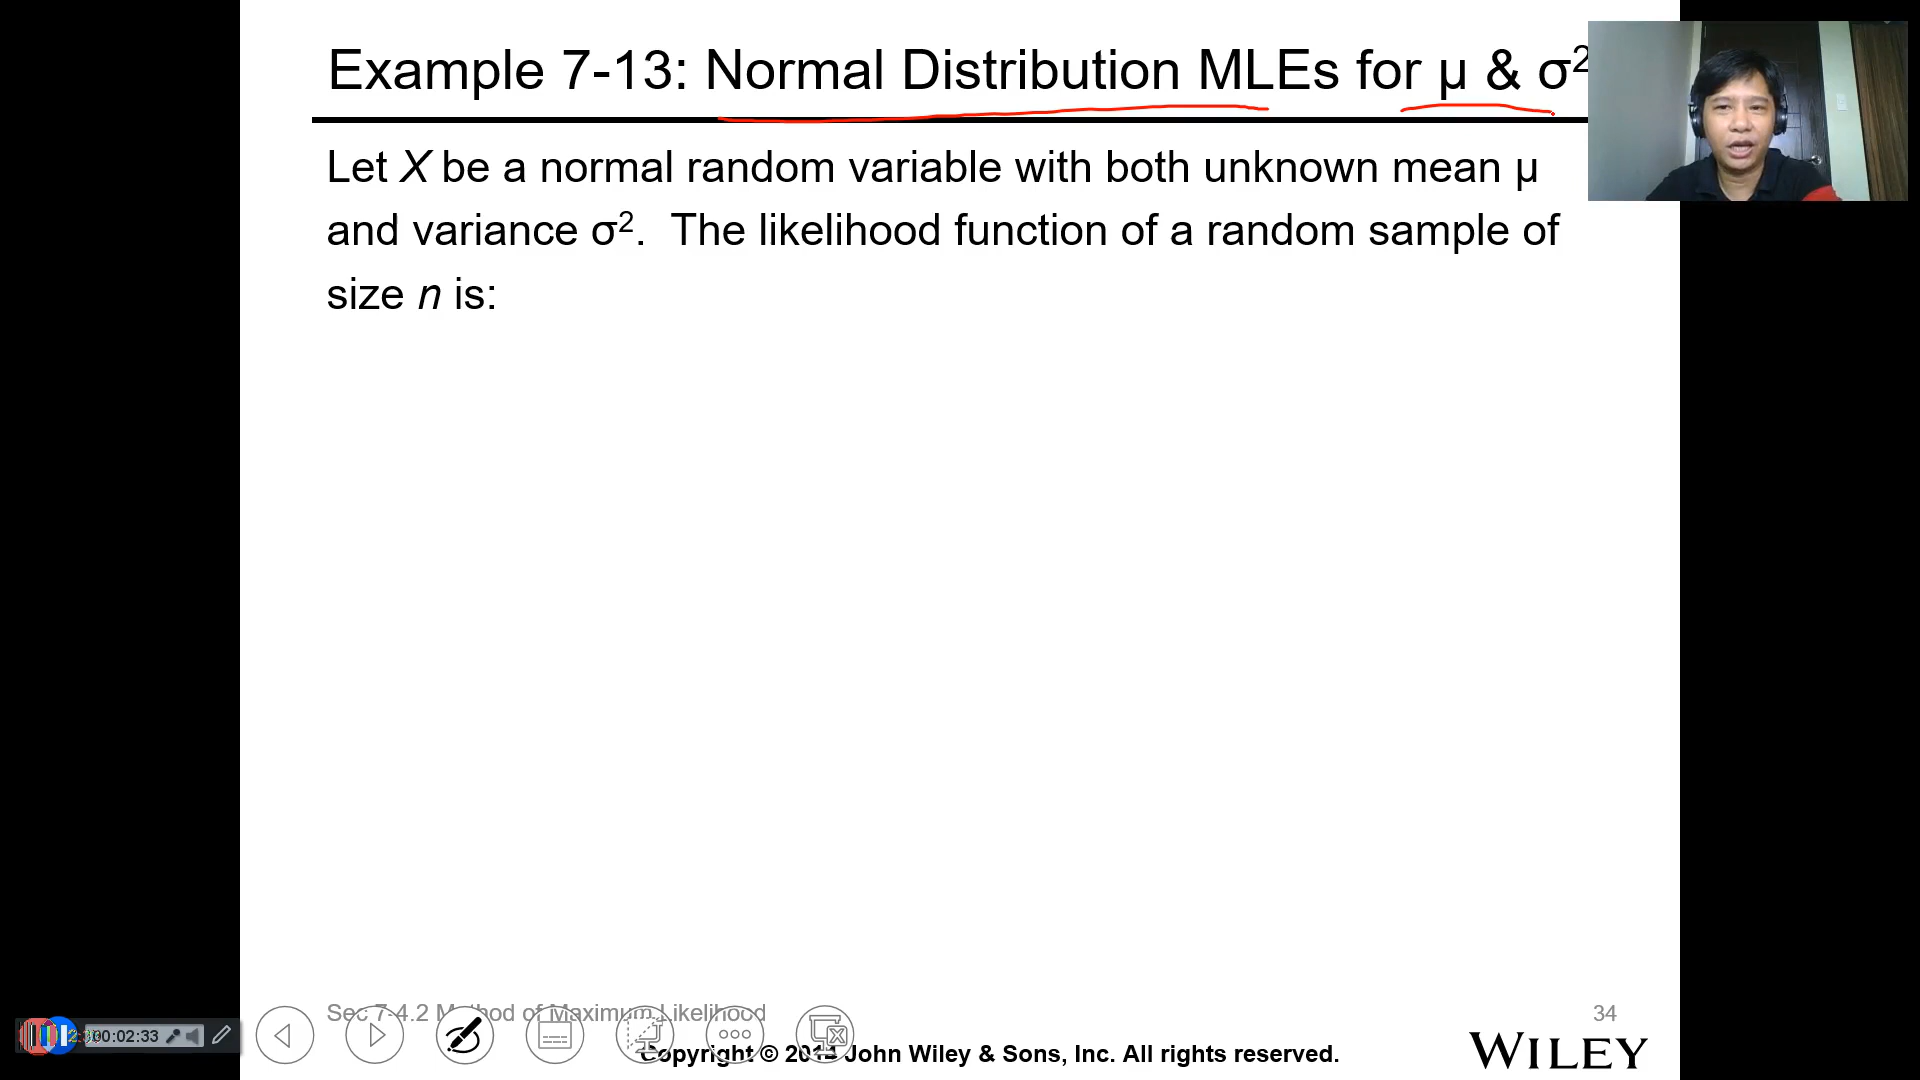 Example 7-13: Normal Distribution MLEs for μ & σ²
Let X be a normal random variable with both unknown mean μ
and variance σ². The likelihood function of a random sample of
size n is:
Sec 7-4.2 Method of Maximum Likelihood
34
00:02:33
Copyright © 2014 John Wiley & Sons, Inc. All rights reserved.
WILEY